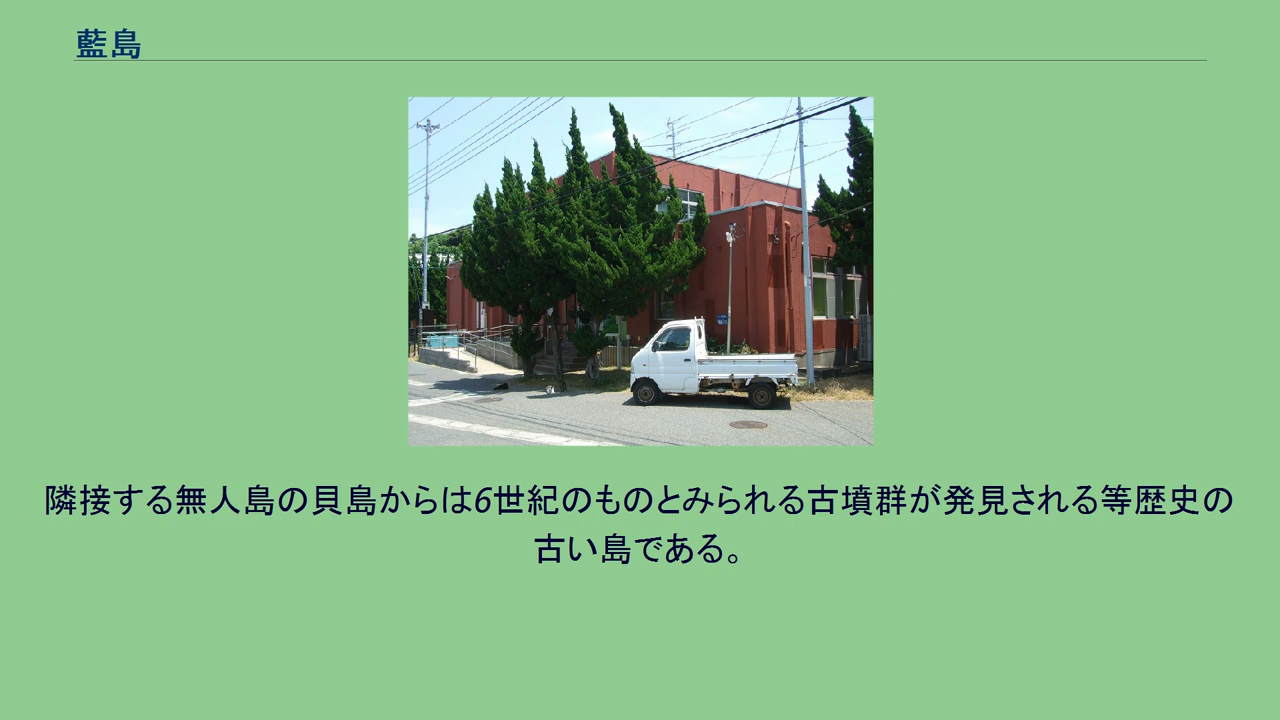 藍島
隣接する無人島の貝島からは6世紀のものとみられる古墳群が発見される等歴史の
古い島である。